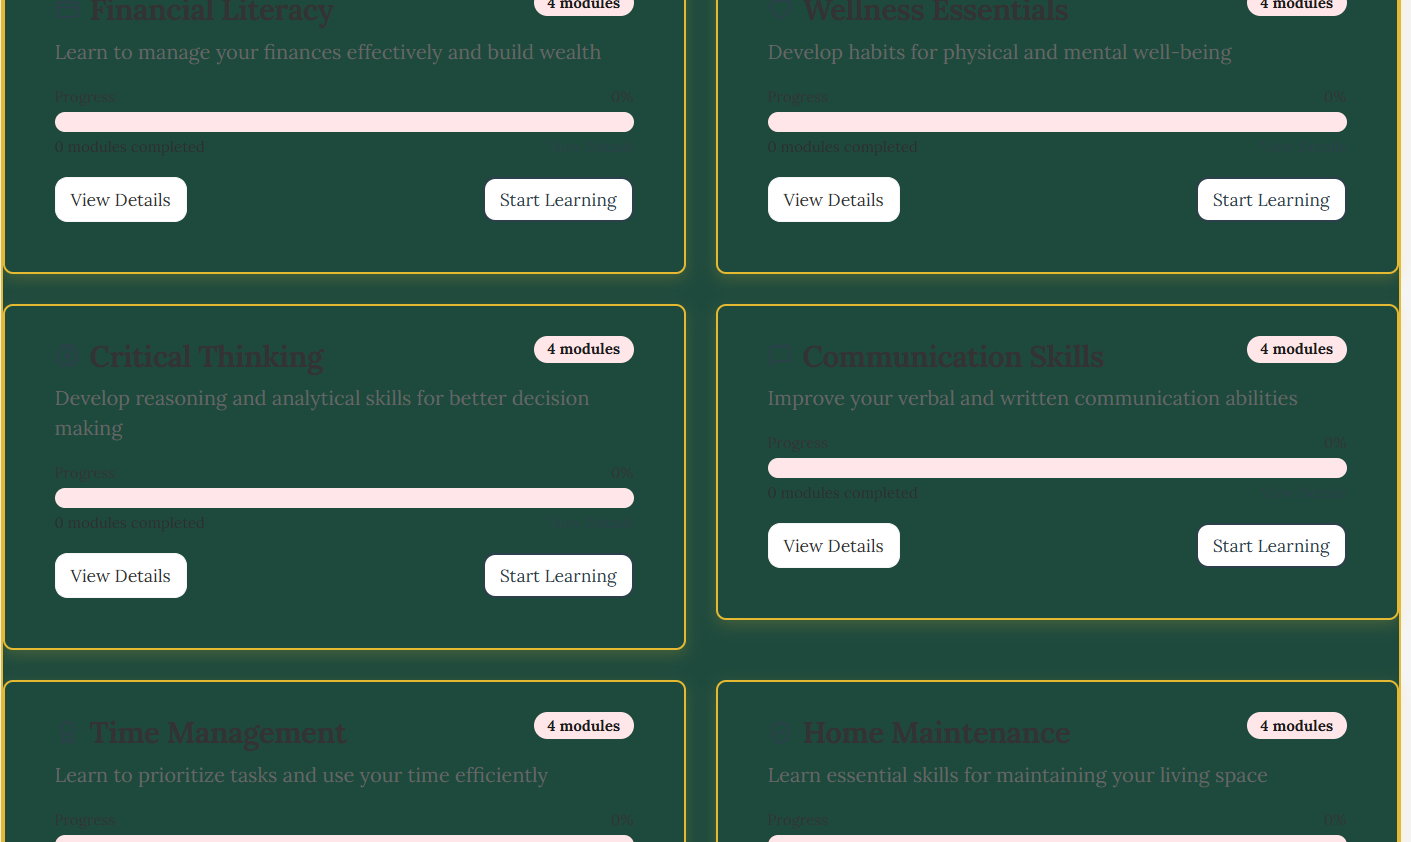 Financial Literacy
4 modules
Learn to manage your finances effectively and build wealth
Progress
0%
0 modules completed
View Details
Start Learning
Wellness Essentials
4 modules
Develop habits for physical and mental well-being
Progress
0%
0 modules completed
View Details
Start Learning
Critical Thinking
4 modules
Develop reasoning and analytical skills for better decision
making
Progress
0%
0 modules completed
View Details
Start Learning
Communication Skills
4 modules
Improve your verbal and written communication abilities
Progress
0%
0 modules completed
View Details
Start Learning
Time Management
4 modules
Learn to prioritize tasks and use your time efficiently
Progress
0%
Home Maintenance
4 modules
Learn essential skills for maintaining your living space
Progress
0%